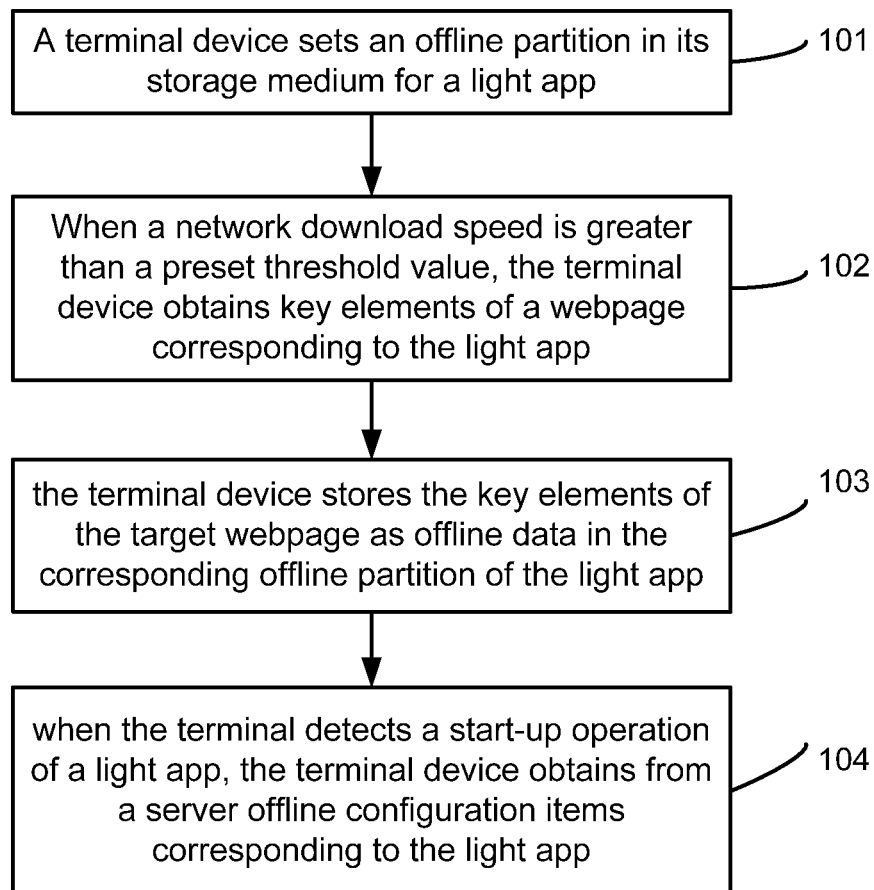 A terminal device sets an offline partition in its
storage medium for a light app
101
When a network download speed is greater
than a preset threshold value, the terminal
device obtains key elements of a webpage
corresponding to the light app
102
the terminal device stores the key elements of
the target webpage as offline data in the
corresponding offline partition of the light app
103
when the terminal detects a start-up operation
of a light app, the terminal device obtains from
a server offline configuration items
corresponding to the light app
104